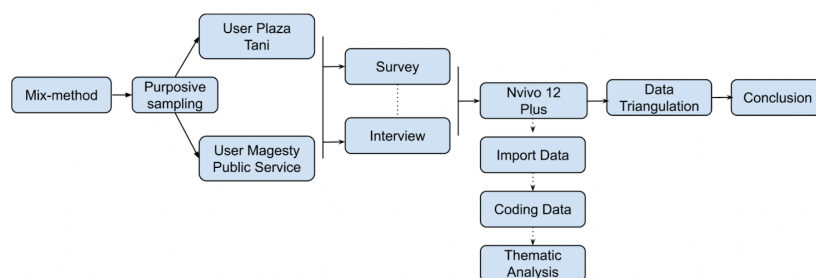 Mix-method
Purposive
sampling
User Plaza
Tani
User Magesty
Public Service
Survey
Interview
Nvivo 12
Plus
Import Data
Coding Data
Thematic
Analysis
Data
Triangulation
Conclusion